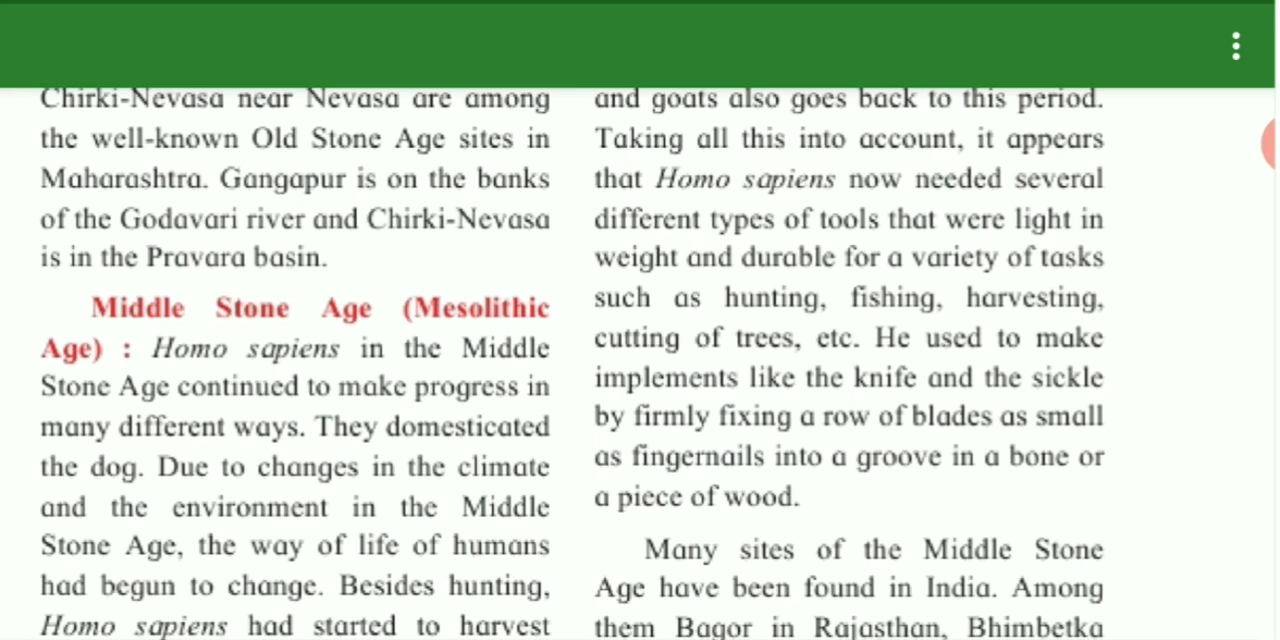 Chirki-Nevasa near Nevasa are among
the well-known Old Stone Age sites in
Maharashtra. Gangapur is on the banks
of the Godavari river and Chirki-Nevasa
is in the Pravara basin.
Middle Stone Age (Mesolithic
Age) : Homo sapiens in the Middle
Stone Age continued to make progress in
many different ways. They domesticated
the dog. Due to changes in the climate
and the environment in the Middle
Stone Age, the way of life of humans
had begun to change. Besides hunting,
Homo sapiens had started to harvest
and goats also goes back to this period.
Taking all this into account, it appears
that Homo sapiens now needed several
different types of tools that were light in
weight and durable for a variety of tasks
such as hunting, fishing, harvesting,
cutting of trees, etc. He used to make
implements like the knife and the sickle
by firmly fixing a row of blades as small
as fingernails into a groove in a bone or
a piece of wood.
Many sites of the Middle Stone
Age have been found in India. Among
them Bagor in Rajasthan, Bhimbetka